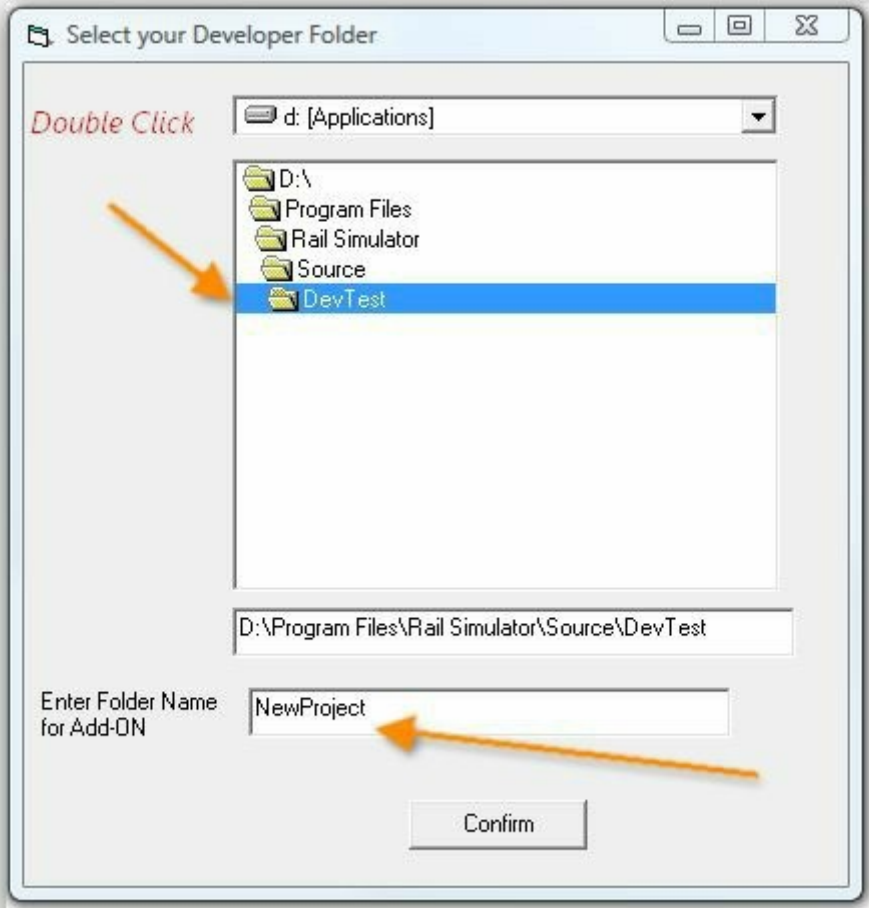 Select your Developer Folder
Double Click
d: [Applications]
D:\
Program Files
Rail Simulator
Source
DevTest
D:\Program Files\Rail Simulator\Source\DevTest
Enter Folder Name
for Add-ON
NewProject
Confirm